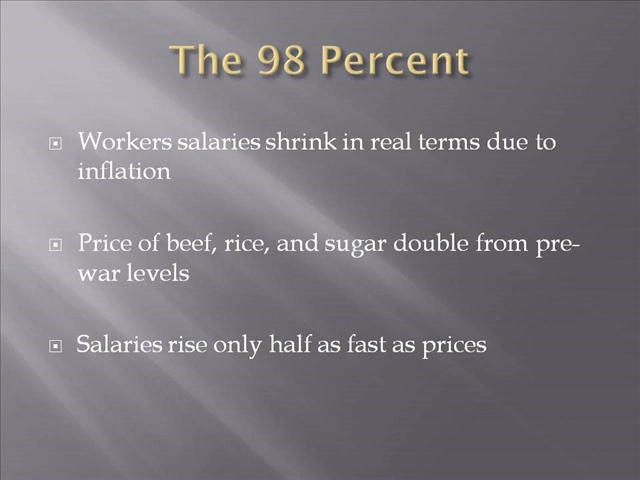 The 98 Percent
Workers salaries shrink in real terms due to
inflation
Price of beef, rice, and sugar double from pre-
war levels
Salaries rise only half as fast as prices